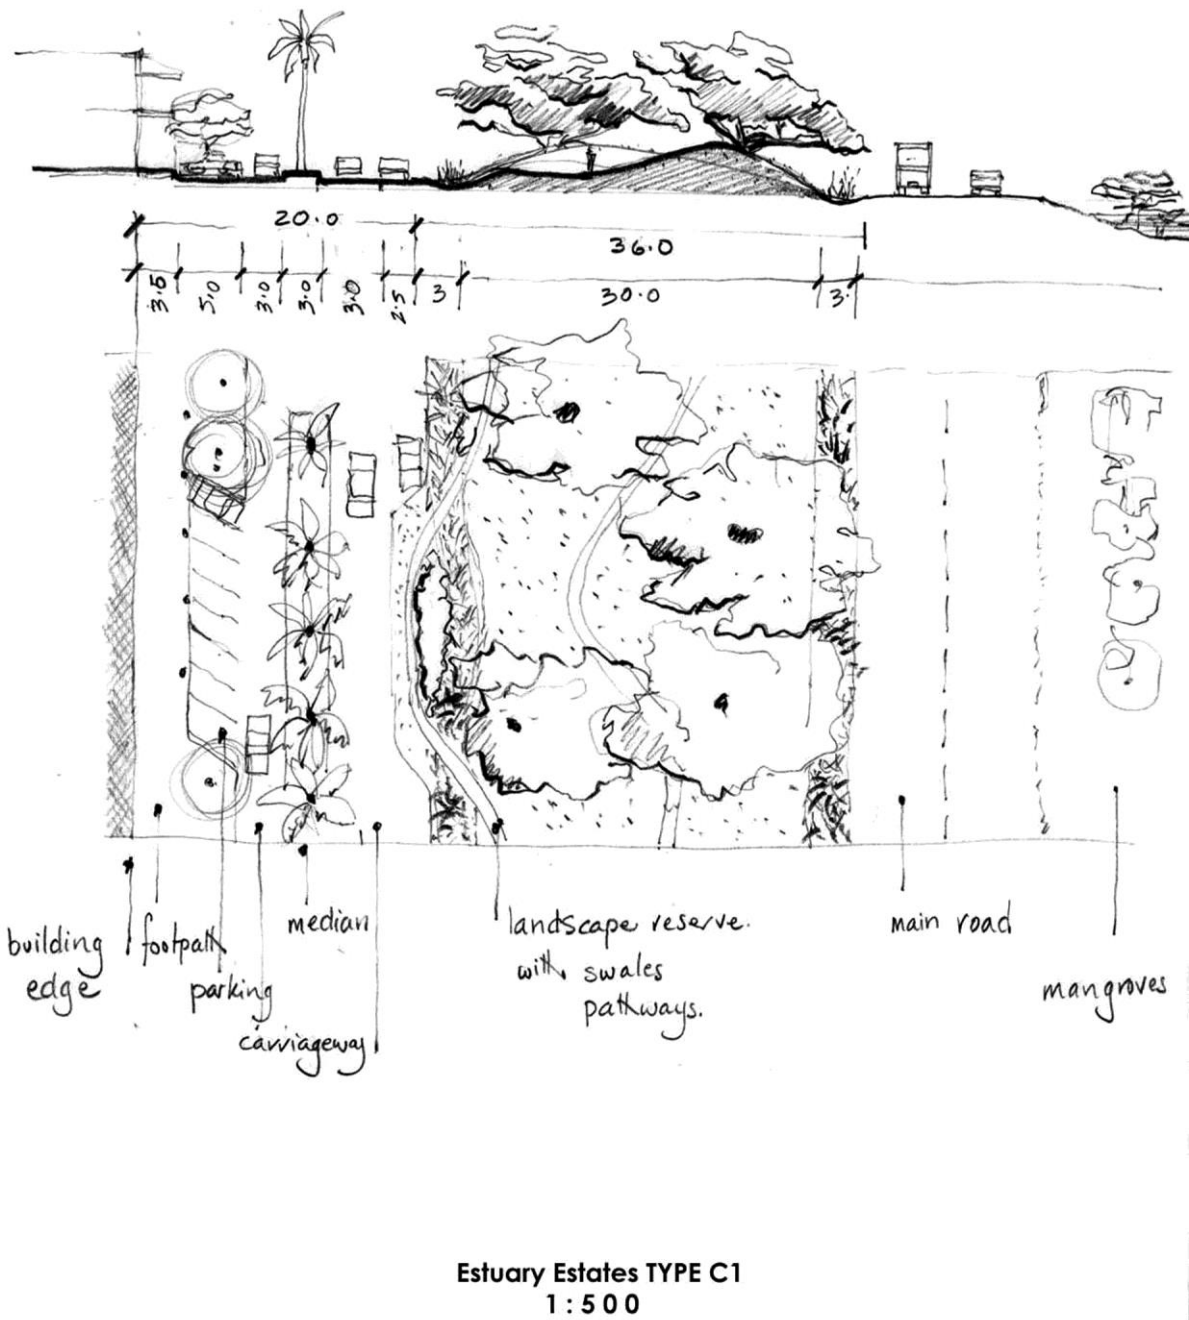 20.0
36.0
3.5 5.0 3.0 3.0 3.0 2.5 3 30.0 3.
building
edge
footpath
parking
carriageway
median
landscape reserve.
with swales
pathways.
main road
mangroves
Estuary Estates TYPE C1
1:500